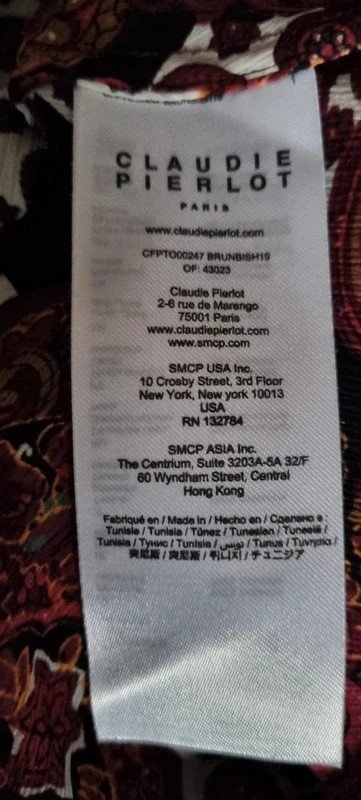 CLAUDIE
PIERLOT
PARIS
www.claudiepierlot.com
CFPTO00247 BRUNBISH19
OF: 43023
Claudie Pierlot
2-6 rue de Marengo
75001 Paris
www.claudiepierlot.com
www.smcp.com
SMCP USA Inc.
10 Crosby Street, 3rd Floor
New York, New york 10013
USA
RN 132784
SMCP ASIA Inc.
The Centrium, Suite 3203A-5A 32/F
60 Wyndham Street, Central
Hong Kong
Fabriqué en / Made in / Hecho en / Сделано в :
Tunisie / Tunisia / Túnez / Tunesien / Tunesië /
Tunisia / Тунис / Tunísia / تونس / Tunus / Τυνησία /
突尼斯 / 突尼斯 / 튀니지 / チュニジア